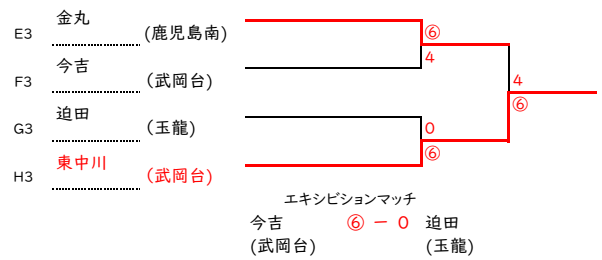 E3 金丸 (鹿児島南) ⑥
F3 今吉 (武岡台) 4
4
⑥
G3 迫田 (玉龍) 0
H3 東中川 (武岡台) ⑥
エキシビションマッチ
今吉 ⑥ − 0 迫田
(武岡台) (玉龍)